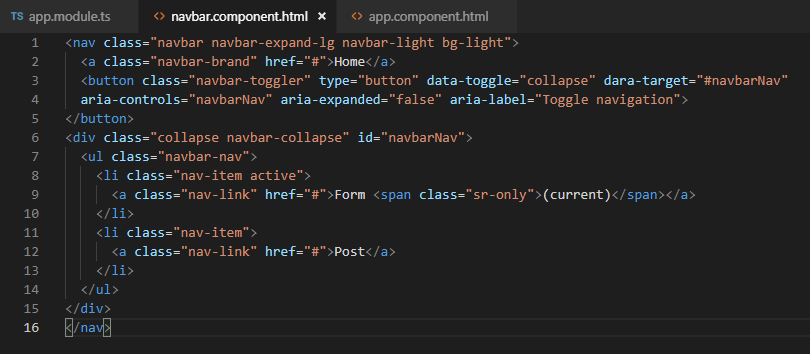 TS app.module.ts <> navbar.component.html × <> app.component.html
1 <nav class="navbar navbar-expand-lg navbar-light bg-light">
2 <a class="navbar-brand" href="#">Home</a>
3 <button class="navbar-toggler" type="button" data-toggle="collapse" dara-target="#navbarNav"
4 aria-controls="navbarNav" aria-expanded="false" aria-label="Toggle navigation">
5 </button>
6 <div class="collapse navbar-collapse" id="navbarNav">
7 <ul class="navbar-nav">
8 <li class="nav-item active">
9 <a class="nav-link" href="#">Form <span class="sr-only">(current)</span></a>
10 </li>
11 <li class="nav-item">
12 <a class="nav-link" href="#">Post</a>
13 </li>
14 </ul>
15 </div>
16 </nav>